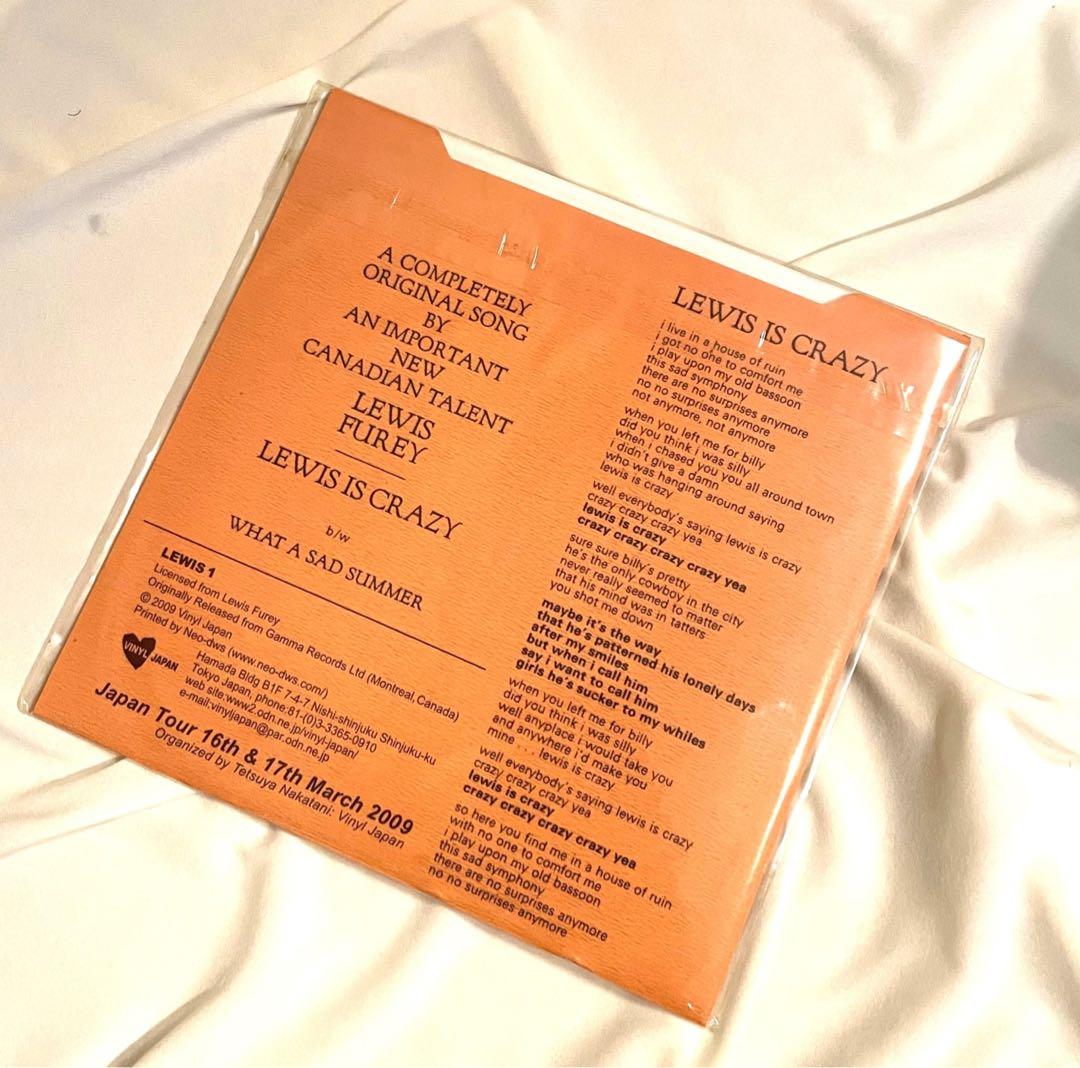 A COMPLETELY
ORIGINAL SONG
BY
AN IMPORTANT
NEW
CANADIAN TALENT
LEWIS
FUREY
LEWIS IS CRAZY
b/w
WHAT A SAD SUMMER
LEWIS 1
Licensed from Lewis Furey
Originally Released from Gamma Records Ltd (Montreal, Canada)
© 2009 Vinyl Japan
Printed by Neo-dws (www.neo-dws.com/)
VINYL JAPAN
Hamada Bldg B1F 7-4-7 Nishi-shinjuku Shinjuku-ku
Tokyo Japan, phone:81-(0)3-3365-0910
web site:www2.odn.ne.jp/vinyl-japan/
e-mail:vinyljapan@par.odn.ne.jp
Japan Tour 16th & 17th March 2009
Organized by Tetsuya Nakatani: Vinyl Japan
LEWIS IS CRAZY
i live in a house of ruin
i got no one to comfort me
i play upon my old bassoon
this sad symphony
there are no surprises anymore
no no surprises anymore
not anymore, not anymore
when you left me for billy
did you think i was silly
when i chased you you all around town
i didn't give a damn
who was hanging around saying
lewis is crazy
well everybody's saying lewis is crazy
crazy crazy crazy yea
lewis is crazy
crazy crazy crazy crazy yea
sure sure billy's pretty
he's the only cowboy in the city
never really seemed to matter
that his mind was in tatters
you shot me down
maybe it's the way
that he's patterned his lonely days
after my smiles
but when i call him
say i want to call him
girls he's sucker to my whiles
when you left me for billy
did you think i was silly
well anyplace i would take you
and anywhere i'd make you
mine . . . lewis is crazy
well everybody's saying lewis is crazy
crazy crazy crazy yea
lewis is crazy
crazy crazy crazy crazy yea
so here you find me in a house of ruin
with no one to comfort me
i play upon my old bassoon
this sad symphony
there are no surprises anymore
no no surprises anymore